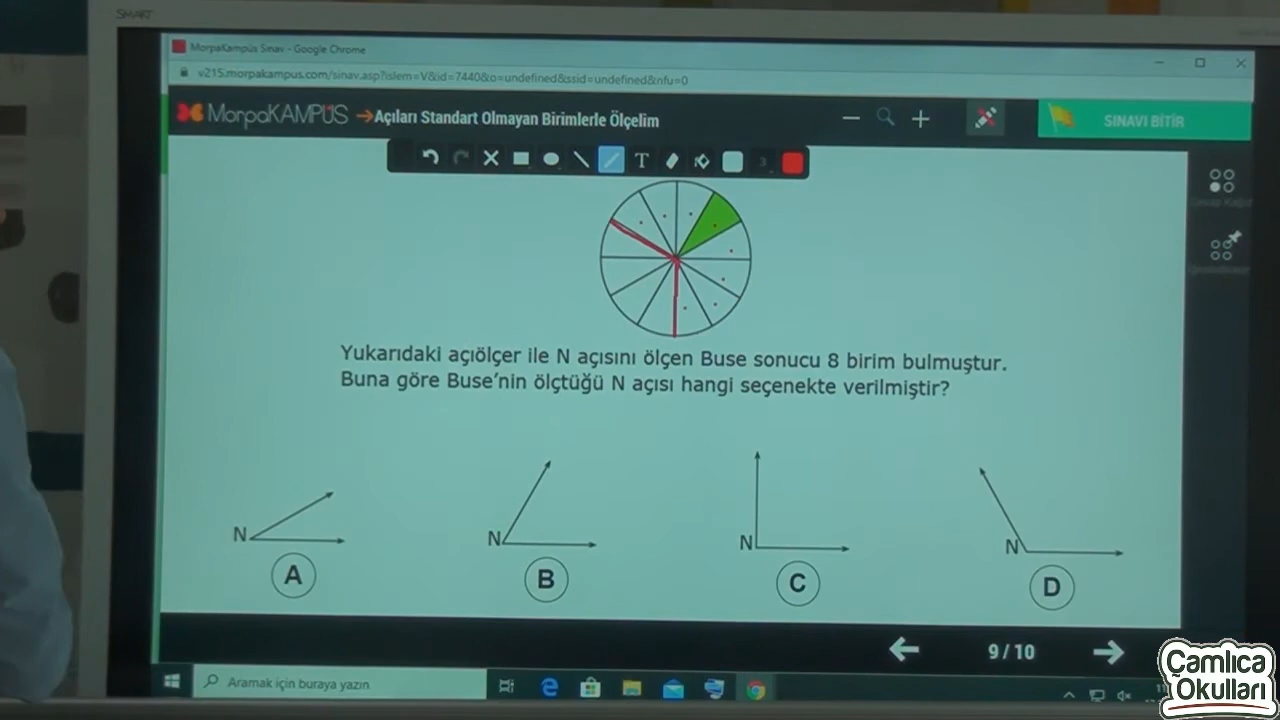 SMART
MorpaKampüs Sınav - Google Chrome
v215.morpakampus.com/sinav.asp?islem=V&id=7440&o=undefined&ssid=undefined&nfu=0
MorpaKAMPÜS
Açıları Standart Olmayan Birimlerle Ölçelim
SINAVI BİTİR
T
3
Yukarıdaki açıölçer ile N açısını ölçen Buse sonucu 8 birim bulmuştur.
Buna göre Buse'nin ölçtüğü N açısı hangi seçenekte verilmiştir?
N
N
N
N
A
B
C
D
9/10
Aramak için buraya yazın
Çamlıca
Okulları